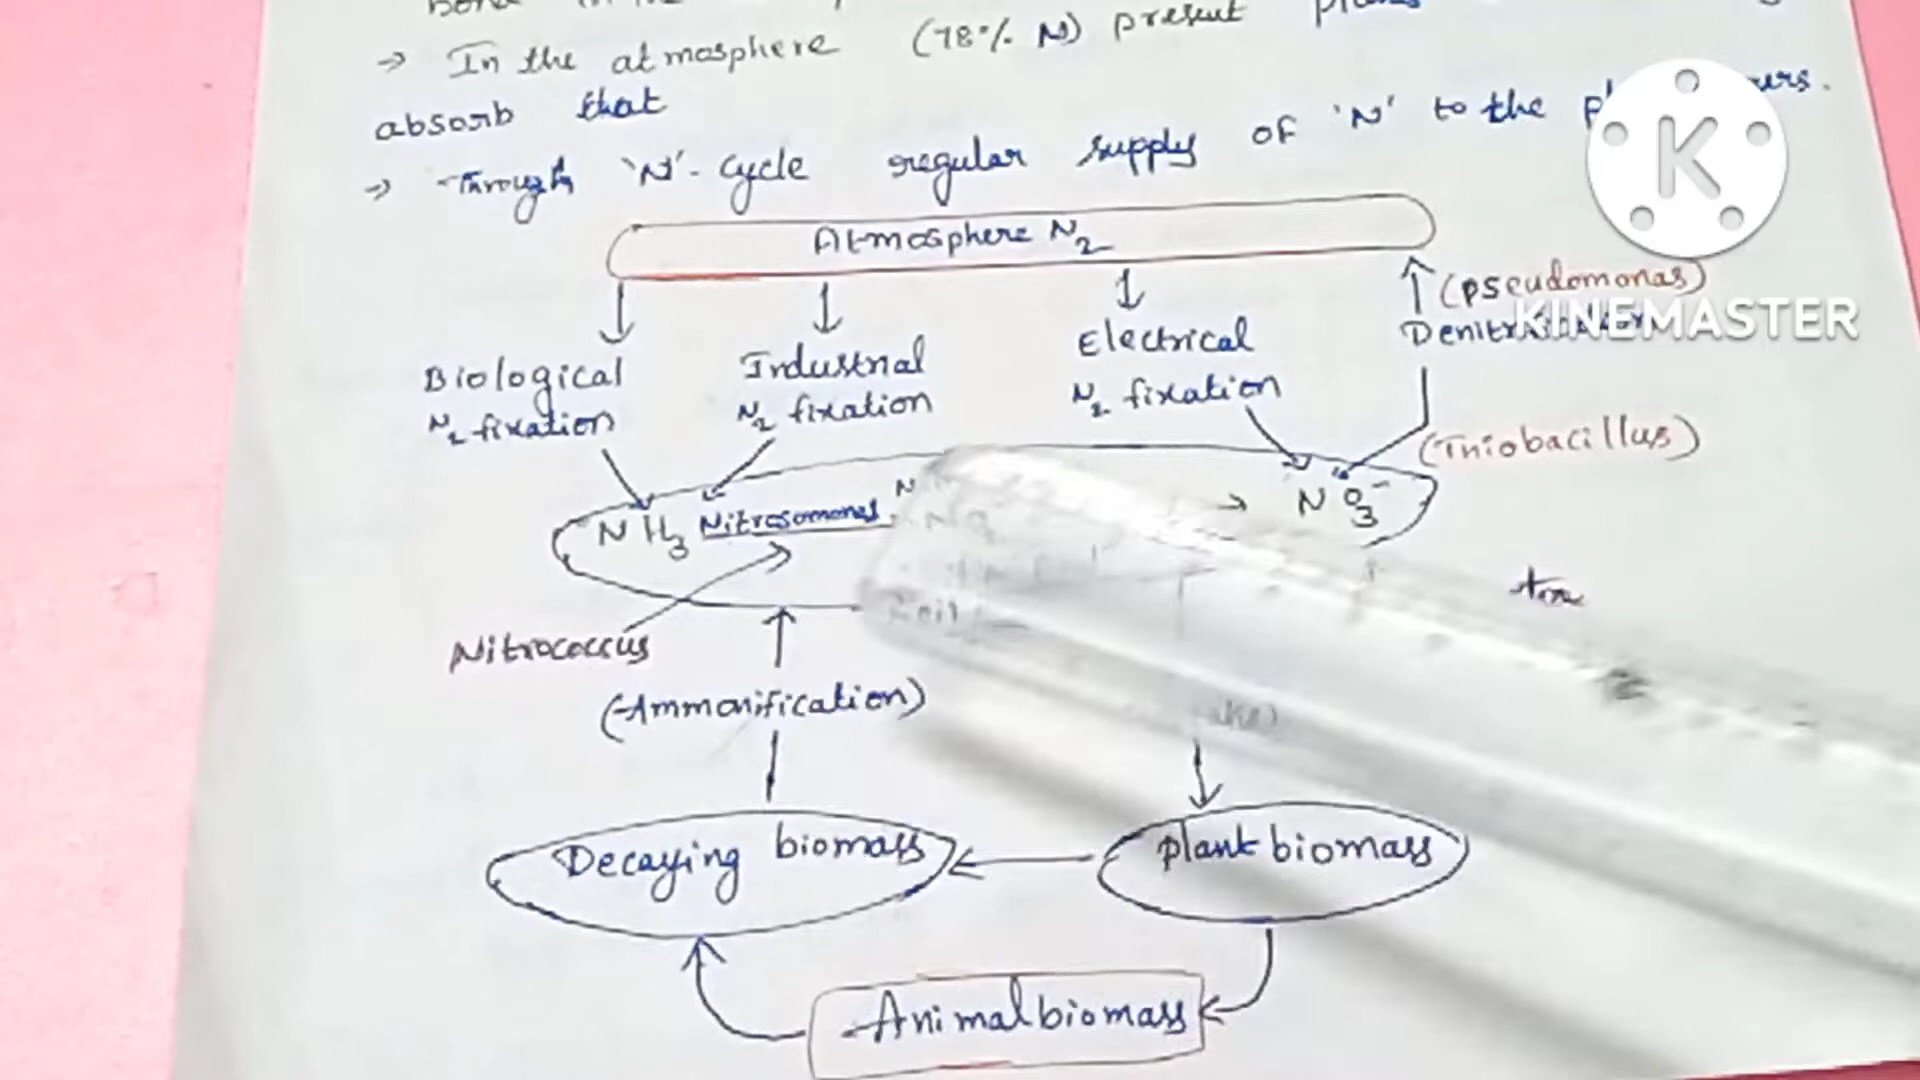 → In the atmosphere (78% N) present
absorb that
→ Through 'N'- cycle regular supply of 'N' to the
K
KINEMASTER
Atmosphere N2
(Pseudomonas)
Biological
N2 fixation
Industrial
N2 fixation
Electrical
N2 fixation
(Thiobacillus)
NH3 Nitrosomonas
NO3-
Nitrococcus
Soil
(Ammonification)
Decaying biomass
plant biomass
Animal biomass